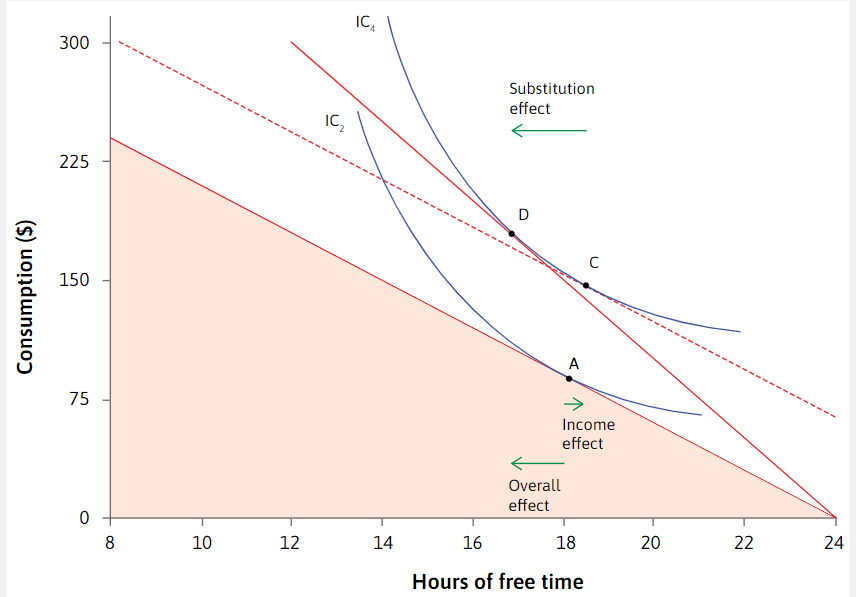 IC4
300
Substitution
effect
IC2
225
D
C
150
A
75
Income
effect
Overall
effect
0
8 10 12 14 16 18 20 22 24
Hours of free time
Consumption ($)